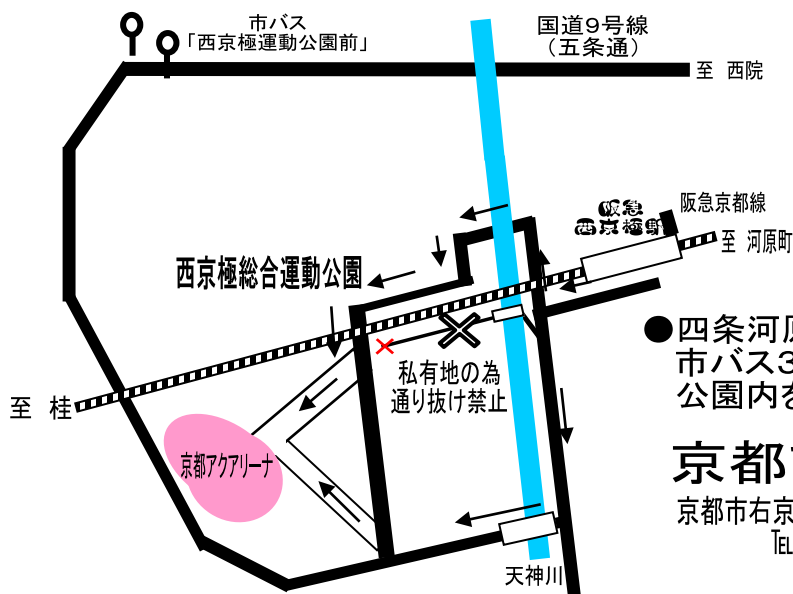 市バス
「西京極運動公園前」
国道9号線
（五条通）
至 西院
阪急京都線
阪急
西京極駅
至 河原町
西京極総合運動公園
私有地の為
通り抜け禁止
至 桂
京都アクアリーナ
天神川
●四条河原
市バス3
公園内を
京都市
京都市右京
TEL